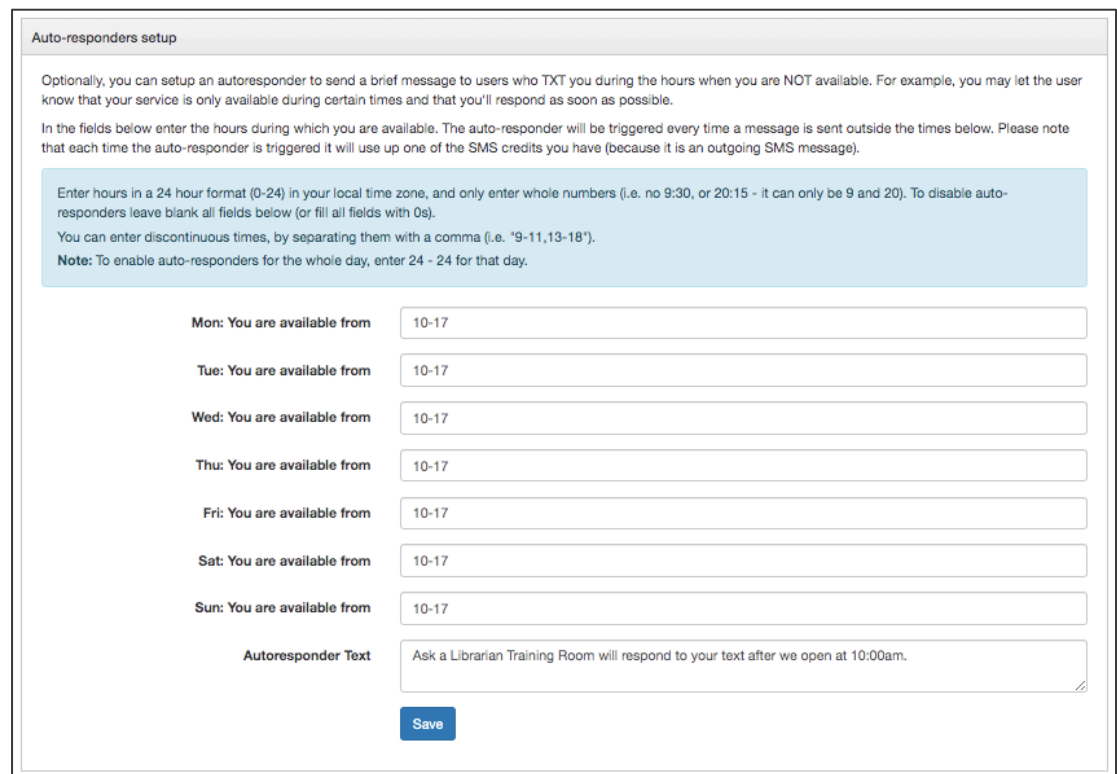 Auto-responders setup
Optionally, you can setup an autoresponder to send a brief message to users who TXT you during the hours when you are NOT available. For example, you may let the user
know that your service is only available during certain times and that you'll respond as soon as possible.
In the fields below enter the hours during which you are available. The auto-responder will be triggered every time a message is sent outside the times below. Please note
that each time the auto-responder is triggered it will use up one of the SMS credits you have (because it is an outgoing SMS message).
Enter hours in a 24 hour format (0-24) in your local time zone, and only enter whole numbers (i.e. no 9:30, or 20:15 - it can only be 9 and 20). To disable auto-
responders leave blank all fields below (or fill all fields with 0s).
You can enter discontinuous times, by separating them with a comma (i.e. "9-11,13-18").
Note: To enable auto-responders for the whole day, enter 24 - 24 for that day.
Mon: You are available from 10-17
Tue: You are available from 10-17
Wed: You are available from 10-17
Thu: You are available from 10-17
Fri: You are available from 10-17
Sat: You are available from 10-17
Sun: You are available from 10-17
Autoresponder Text Ask a Librarian Training Room will respond to your text after we open at 10:00am.
Save